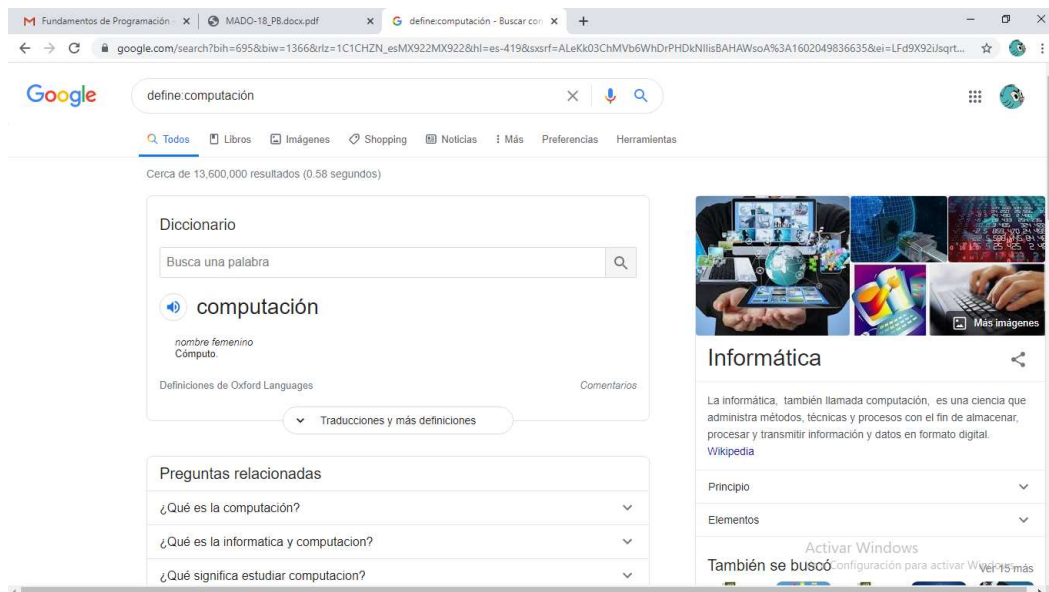 Fundamentos de Programación
MADO-18_PB.docx.pdf
define:computación - Buscar con
google.com/search?bih=695&biw=1366&rlz=1C1CHZN_esMX922MX922&hl=es-419&sxsrf=ALeKk03ChMVb6WhDrPHDkNIlisBAHAWsoA%3A1602049836635&ei=LFd9X92iJsqrt...
Google
define:computación
Todos Libros Imágenes Shopping Noticias Más Preferencias Herramientas
Cerca de 13,600,000 resultados (0.58 segundos)
Diccionario
Busca una palabra
computación
nombre femenino
Cómputo.
Definiciones de Oxford Languages Comentarios
Traducciones y más definiciones
Preguntas relacionadas
¿Qué es la computación?
¿Qué es la informatica y computacion?
¿Qué significa estudiar computacion?
Más imágenes
Informática
La informática, también llamada computación, es una ciencia que
administra métodos, técnicas y procesos con el fin de almacenar,
procesar y transmitir información y datos en formato digital.
Wikipedia
Principio
Elementos
Activar Windows
También se buscó
Configuración para activar
Ver 15 más